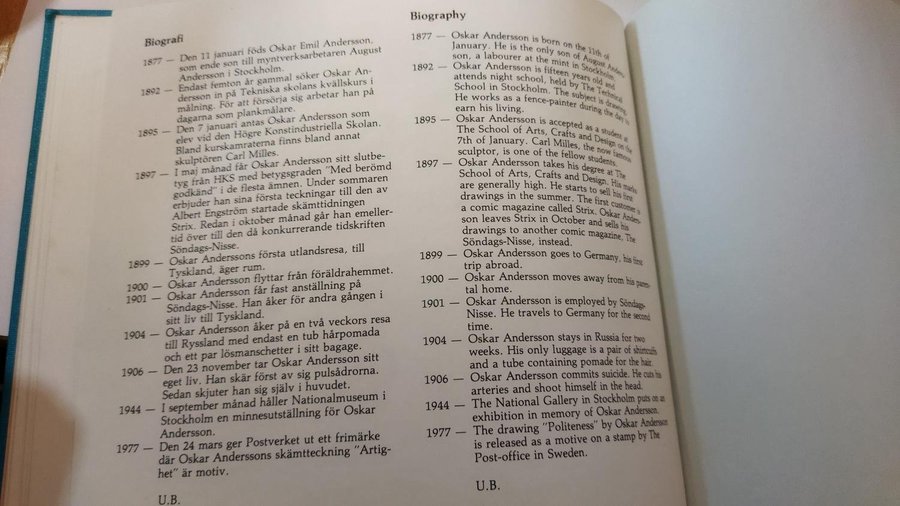 Biografi
1877 — Den 11 januari föds Oskar Emil Andersson,
som ende son till myntverksarbetaren August
Andersson i Stockholm.
1892 — Endast femton år gammal söker Oskar An-
dersson in på Tekniska skolans kvällskurs i
målning. För att försörja sig arbetar han på
dagarna som plankmålare.
1895 — Den 7 januari antas Oskar Andersson som
elev vid den Högre Konstindustriella Skolan.
Bland kurskamraterna finns bland annat
skulptören Carl Milles.
1897 — I maj månad får Oskar Andersson sitt slutbe-
tyg från HKS med betygsgraden "Med berömd
godkänd" i de flesta ämnen. Under sommaren
erbjuder han sina första teckningar till den av
Albert Engström startade skämttidningen
Strix. Redan i oktober månad går han emeller-
tid över till den då konkurrerande tidskriften
Söndags-Nisse.
1899 — Oskar Anderssons första utlandsresa, till
Tyskland, äger rum.
1900 — Oskar Andersson flyttar från föräldrahemmet.
1901 — Oskar Andersson får fast anställning på
Söndags-Nisse. Han åker för andra gången i
sitt liv till Tyskland.
1904 — Oskar Andersson åker på en två veckors resa
till Ryssland med endast en tub hårpomada
och ett par lösmanschetter i sitt bagage.
1906 — Den 23 november tar Oskar Andersson sitt
eget liv. Han skär först av sig pulsådrorna.
Sedan skjuter han sig själv i huvudet.
1944 — I september månad håller Nationalmuseum i
Stockholm en minnesutställning för Oskar
Andersson.
1977 — Den 24 mars ger Postverket ut ett frimärke
där Oskar Anderssons skämtteckning "Artig-
het" är motiv.
U.B.
Biography
1877 — Oskar Andersson is born on the 11th of
January. He is the only son of August Anders-
son, a labourer at the mint in Stockholm.
1892 — Oskar Andersson is fifteen years old and
attends night school, held by The Technical
School in Stockholm. The subject is drawing.
He works as a fence-painter during the day to
earn his living.
1895 — Oskar Andersson is accepted as a student at
The School of Arts, Crafts and Design on the
7th of January. Carl Milles, the now famous
sculptor, is one of the fellow students.
1897 — Oskar Andersson takes his degree at The
School of Arts, Crafts and Design. His marks
are generally high. He starts to sell his first
drawings in the summer. The first customer is
a comic magazine called Strix. Oskar Anders-
son leaves Strix in October and sells his
drawings to another comic magazine, The
Söndags-Nisse, instead.
1899 — Oskar Andersson goes to Germany, his first
trip abroad.
1900 — Oskar Andersson moves away from his paren-
tal home.
1901 — Oskar Andersson is employed by Söndags-
Nisse. He travels to Germany for the second
time.
1904 — Oskar Andersson stays in Russia for two
weeks. His only luggage is a pair of shirtcuffs
and a tube containing pomade for the hair.
1906 — Oskar Andersson commits suicide. He cuts his
arteries and shoot himself in the head.
1944 — The National Gallery in Stockholm puts on an
exhibition in memory of Oskar Andersson.
1977 — The drawing "Politeness" by Oskar Andersson
is released as a motive on a stamp by The
Post-office in Sweden.
U.B.